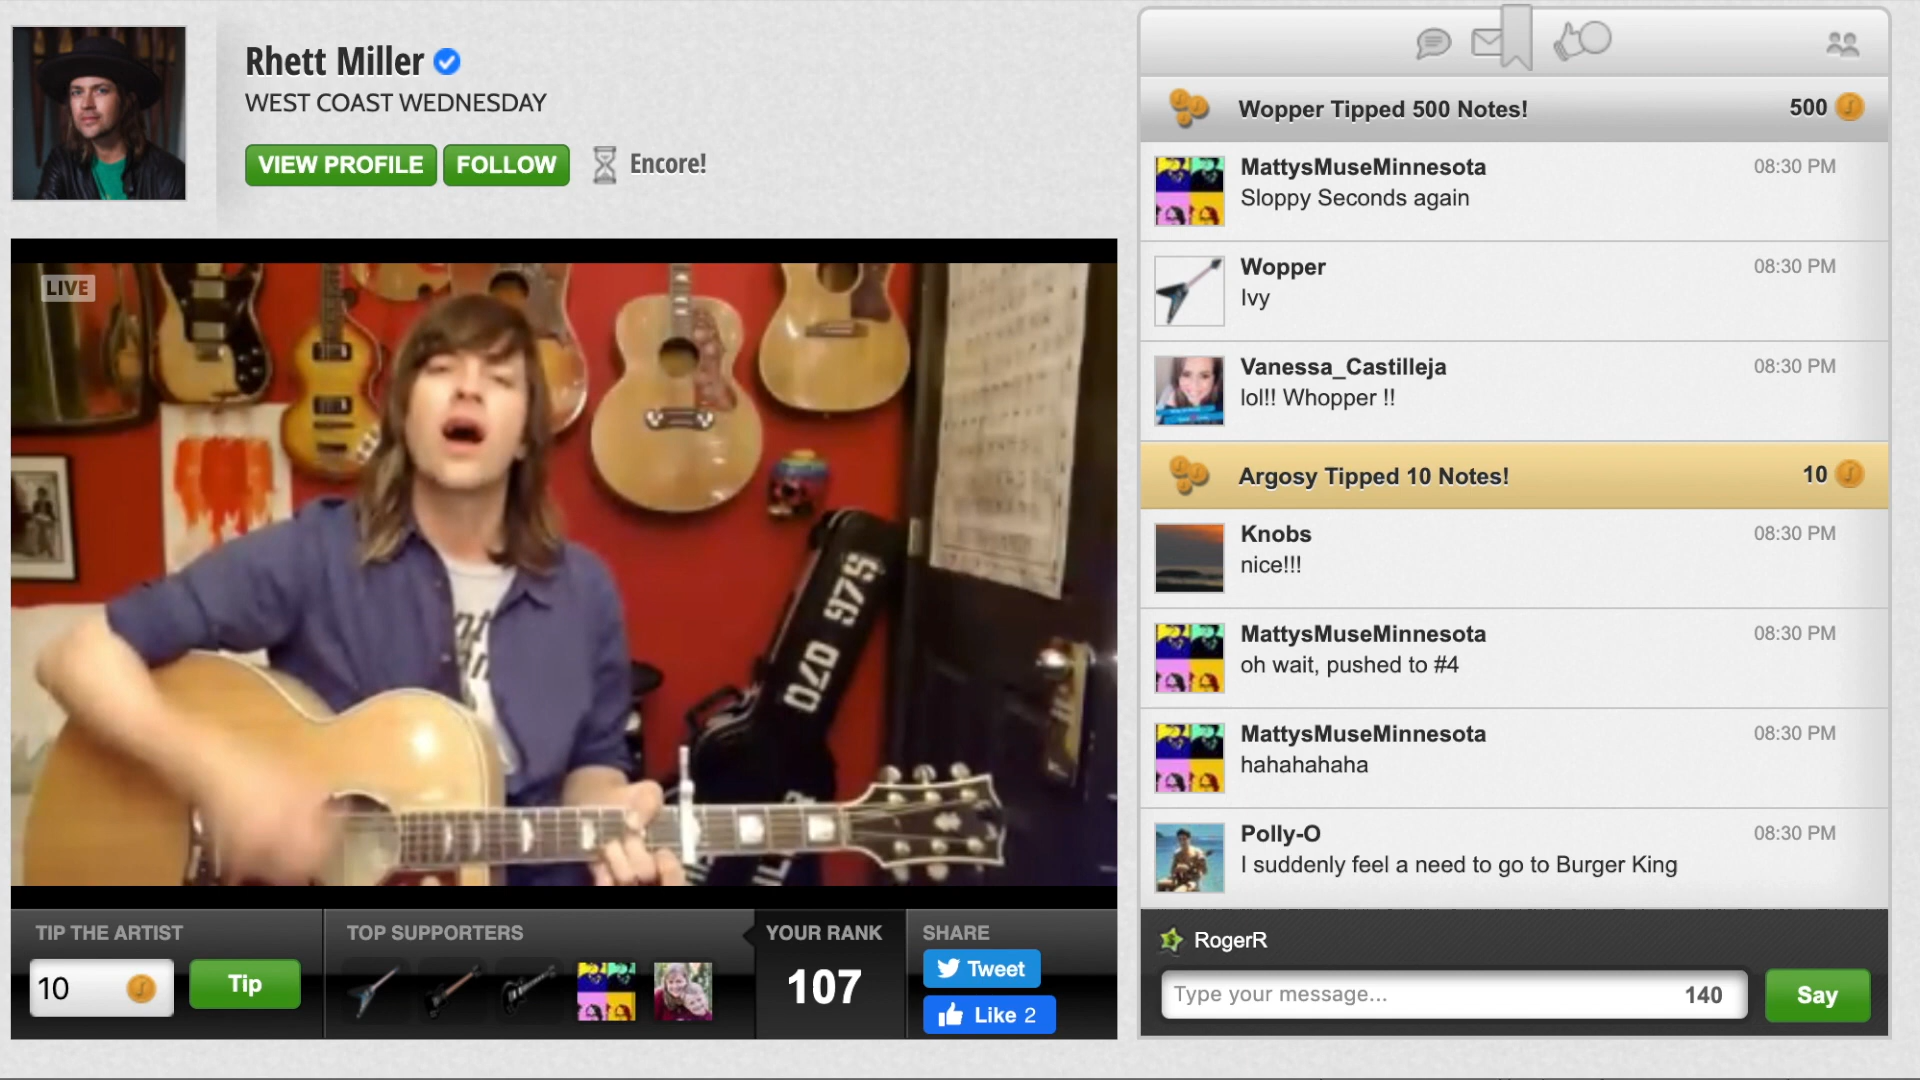 Rhett Miller
WEST COAST WEDNESDAY
VIEW PROFILE
FOLLOW
Encore!
LIVE
OLD 97S
TIP THE ARTIST
10
Tip
TOP SUPPORTERS
YOUR RANK
107
SHARE
Tweet
Like 2
Wopper Tipped 500 Notes!
500
MattysMuseMinnesota
08:30 PM
Sloppy Seconds again
Wopper
08:30 PM
Ivy
Vanessa_Castilleja
08:30 PM
lol!! Whopper !!
Argosy Tipped 10 Notes!
10
Knobs
08:30 PM
nice!!!
MattysMuseMinnesota
08:30 PM
oh wait, pushed to #4
MattysMuseMinnesota
08:30 PM
hahahahaha
Polly-O
08:30 PM
I suddenly feel a need to go to Burger King
RogerR
Type your message...
140
Say